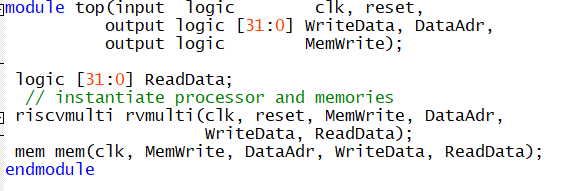 module top(input  logic        clk, reset,
           output logic [31:0] WriteData, DataAdr,
           output logic        MemWrite);
 logic [31:0] ReadData;
  // instantiate processor and memories
 riscvmulti rvmulti(clk, reset, MemWrite, DataAdr,
                    WriteData, ReadData);
 mem mem(clk, MemWrite, DataAdr, WriteData, ReadData);
endmodule